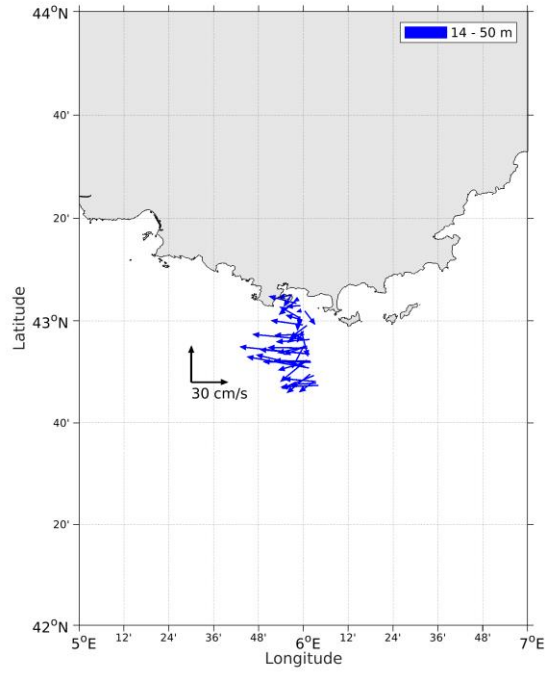 44°N
14 - 50 m
40'
20'
Latitude
43°N
30 cm/s
40'
20'
42°N
5°E
12'
24'
36'
48'
6°E
12'
24'
36'
48'
7°E
Longitude